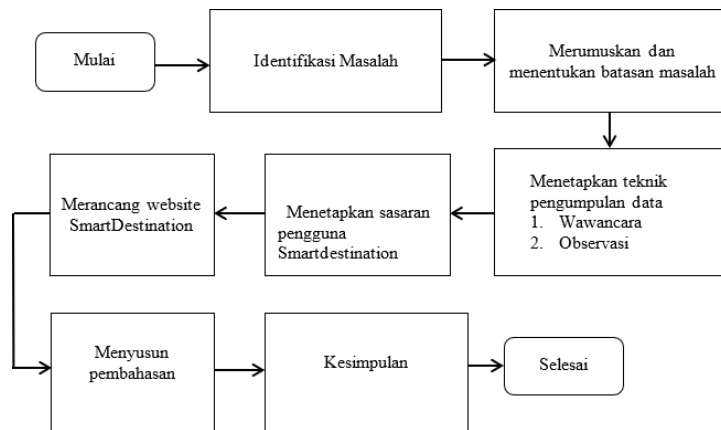 Mulai
Identifikasi Masalah
Merumuskan dan
menentukan batasan masalah
Menetapkan teknik
pengumpulan data
1. Wawancara
2. Observasi
Menetapkan sasaran
pengguna
Smartdestination
Merancang website
SmartDestination
Menyusun
pembahasan
Kesimpulan
Selesai